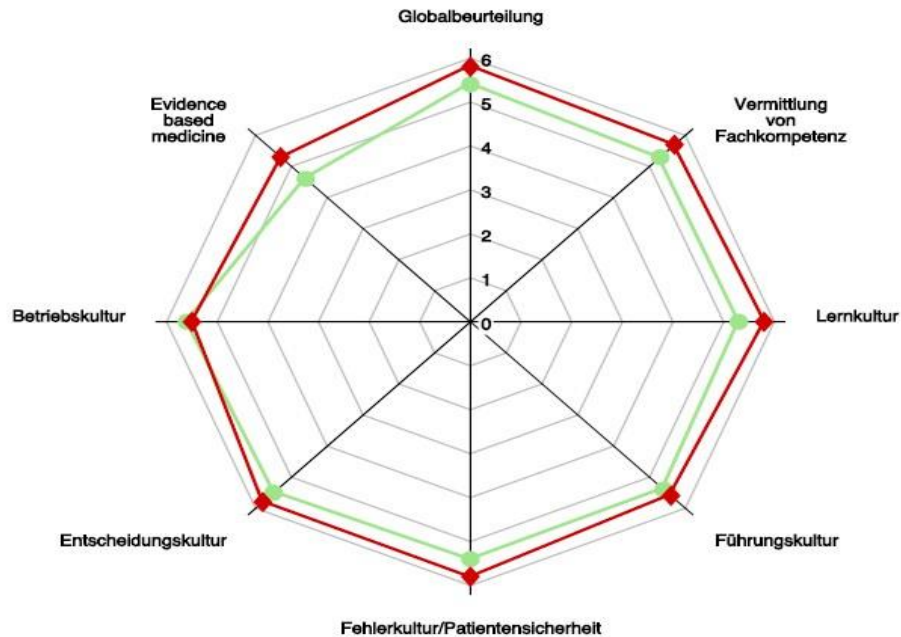 Globalbeurteilung
Evidence
based
medicine
Vermittlung
von
Fachkompetenz
6
5
4
3
2
1
0
Betriebskultur
Lernkultur
Entscheidungskultur
Führungskultur
Fehlerkultur/Patientensicherheit